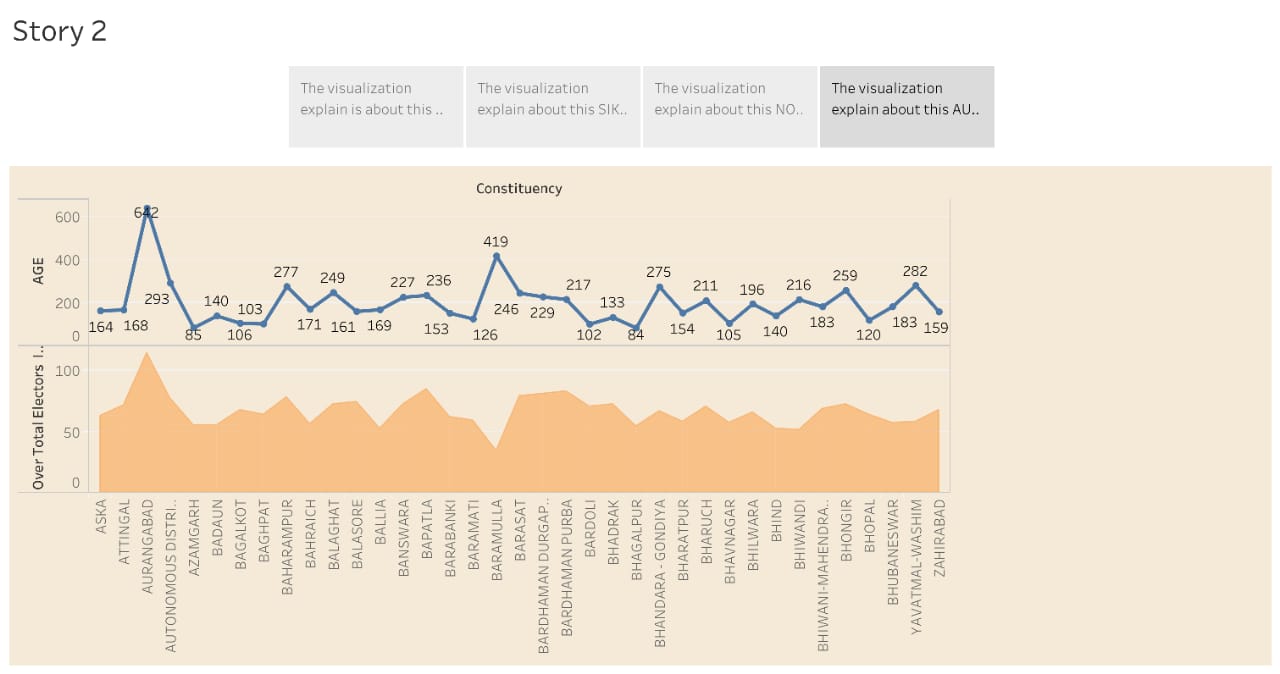 Story 2
The visualization
explain is about this ..
The visualization
explain about this SIK..
The visualization
explain about this NO..
The visualization
explain about this AU..
Constituency
AGE
600
400
200
0
164
168
642
293
85
140
106
103
277
171
249
161
169
227
236
153
126
419
246
229
217
102
133
84
275
154
211
105
196
140
216
183
259
120
183
282
159
Over Total Electors I..
100
50
0
ASKA
ATTINGAL
AURANGABAD
AUTONOMOUS DISTRI..
AZAMGARH
BADAUN
BAGALKOT
BAGHPAT
BAHARAMPUR
BAHRAICH
BALAGHAT
BALASORE
BALLIA
BANSWARA
BAPATLA
BARABANKI
BARAMATI
BARAMULLA
BARASAT
BARDHAMAN DURGAP..
BARDHAMAN PURBA
BARDOLI
BHADRAK
BHAGALPUR
BHANDARA - GONDIYA
BHARATPUR
BHARUCH
BHAVNAGAR
BHILWARA
BHIND
BHIWANDI
BHIWANI-MAHENDRA..
BHONGIR
BHOPAL
BHUBANESWAR
YAVATMAL-WASHIM
ZAHIRABAD